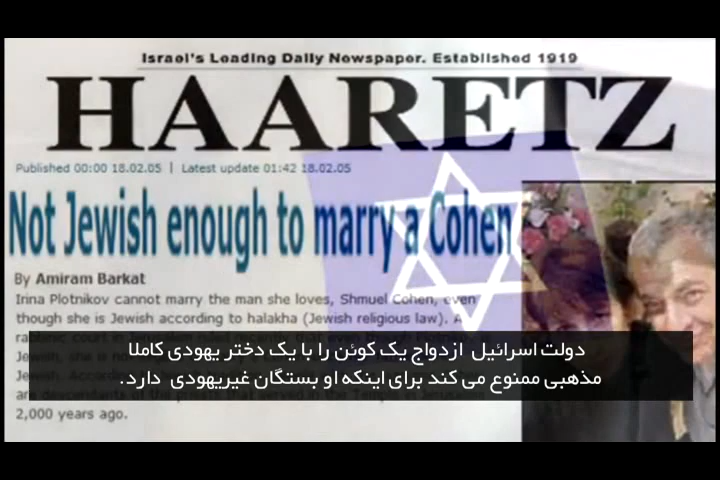 Israel's Leading Daily Newspaper. Established 1919
HAARETZ
Published 00:00 18.02.05 | Latest update 01:42 18.02.05
Not Jewish enough to marry a Cohen
By Amiram Barkat
Irina Plotnikov cannot marry the man she loves, Shmuel Cohen, even
though she is Jewish according to halakha (Jewish religious law). A
دولت اسرائیل ازدواج یک کوئن را با یک دختر یهودی کاملا
مذهبی ممنوع می کند برای اینکه او بستگان غیریهودی دارد.
2,000 years ago.